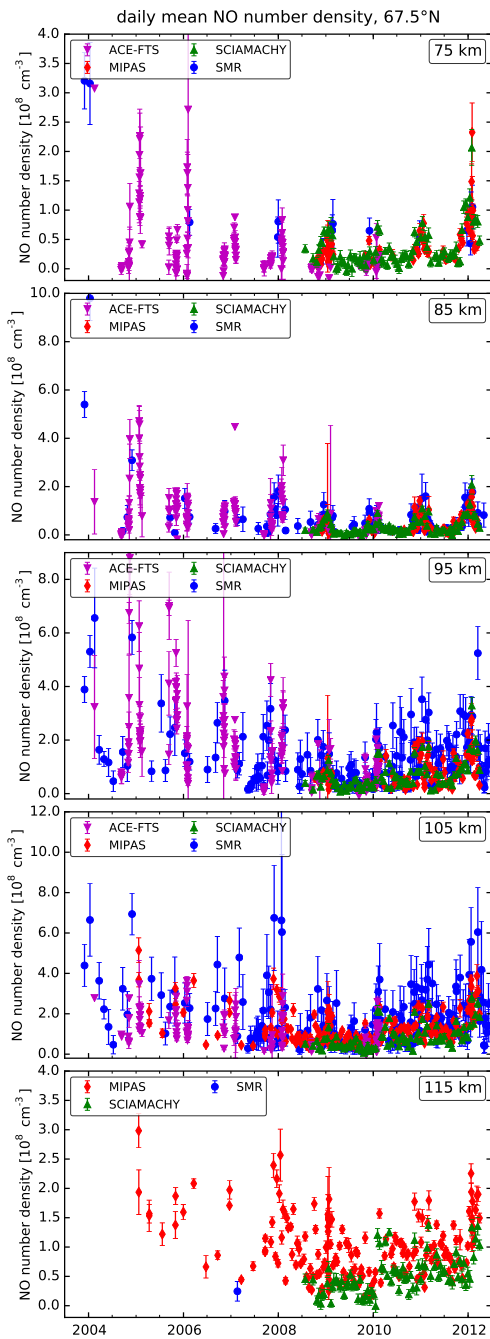 daily mean NO number density, 67.5°N
4.0
3.5
3.0
2.5
2.0
1.5
1.0
0.5
0.0
NO number density [10⁸ cm⁻³ ]
ACE-FTS SCIAMACHY
MIPAS SMR
75 km
10.0
8.0
6.0
4.0
2.0
0.0
NO number density [10⁸ cm⁻³ ]
ACE-FTS SCIAMACHY
MIPAS SMR
85 km
8.0
6.0
4.0
2.0
0.0
NO number density [10⁸ cm⁻³ ]
ACE-FTS SCIAMACHY
MIPAS SMR
95 km
12.0
10.0
8.0
6.0
4.0
2.0
0.0
NO number density [10⁸ cm⁻³ ]
ACE-FTS SCIAMACHY
MIPAS SMR
105 km
3.5
3.0
2.5
2.0
1.5
1.0
0.5
0.0
NO number density [10⁸ cm⁻³ ]
MIPAS SMR
SCIAMACHY
115 km
2004 2006 2008 2010 2012